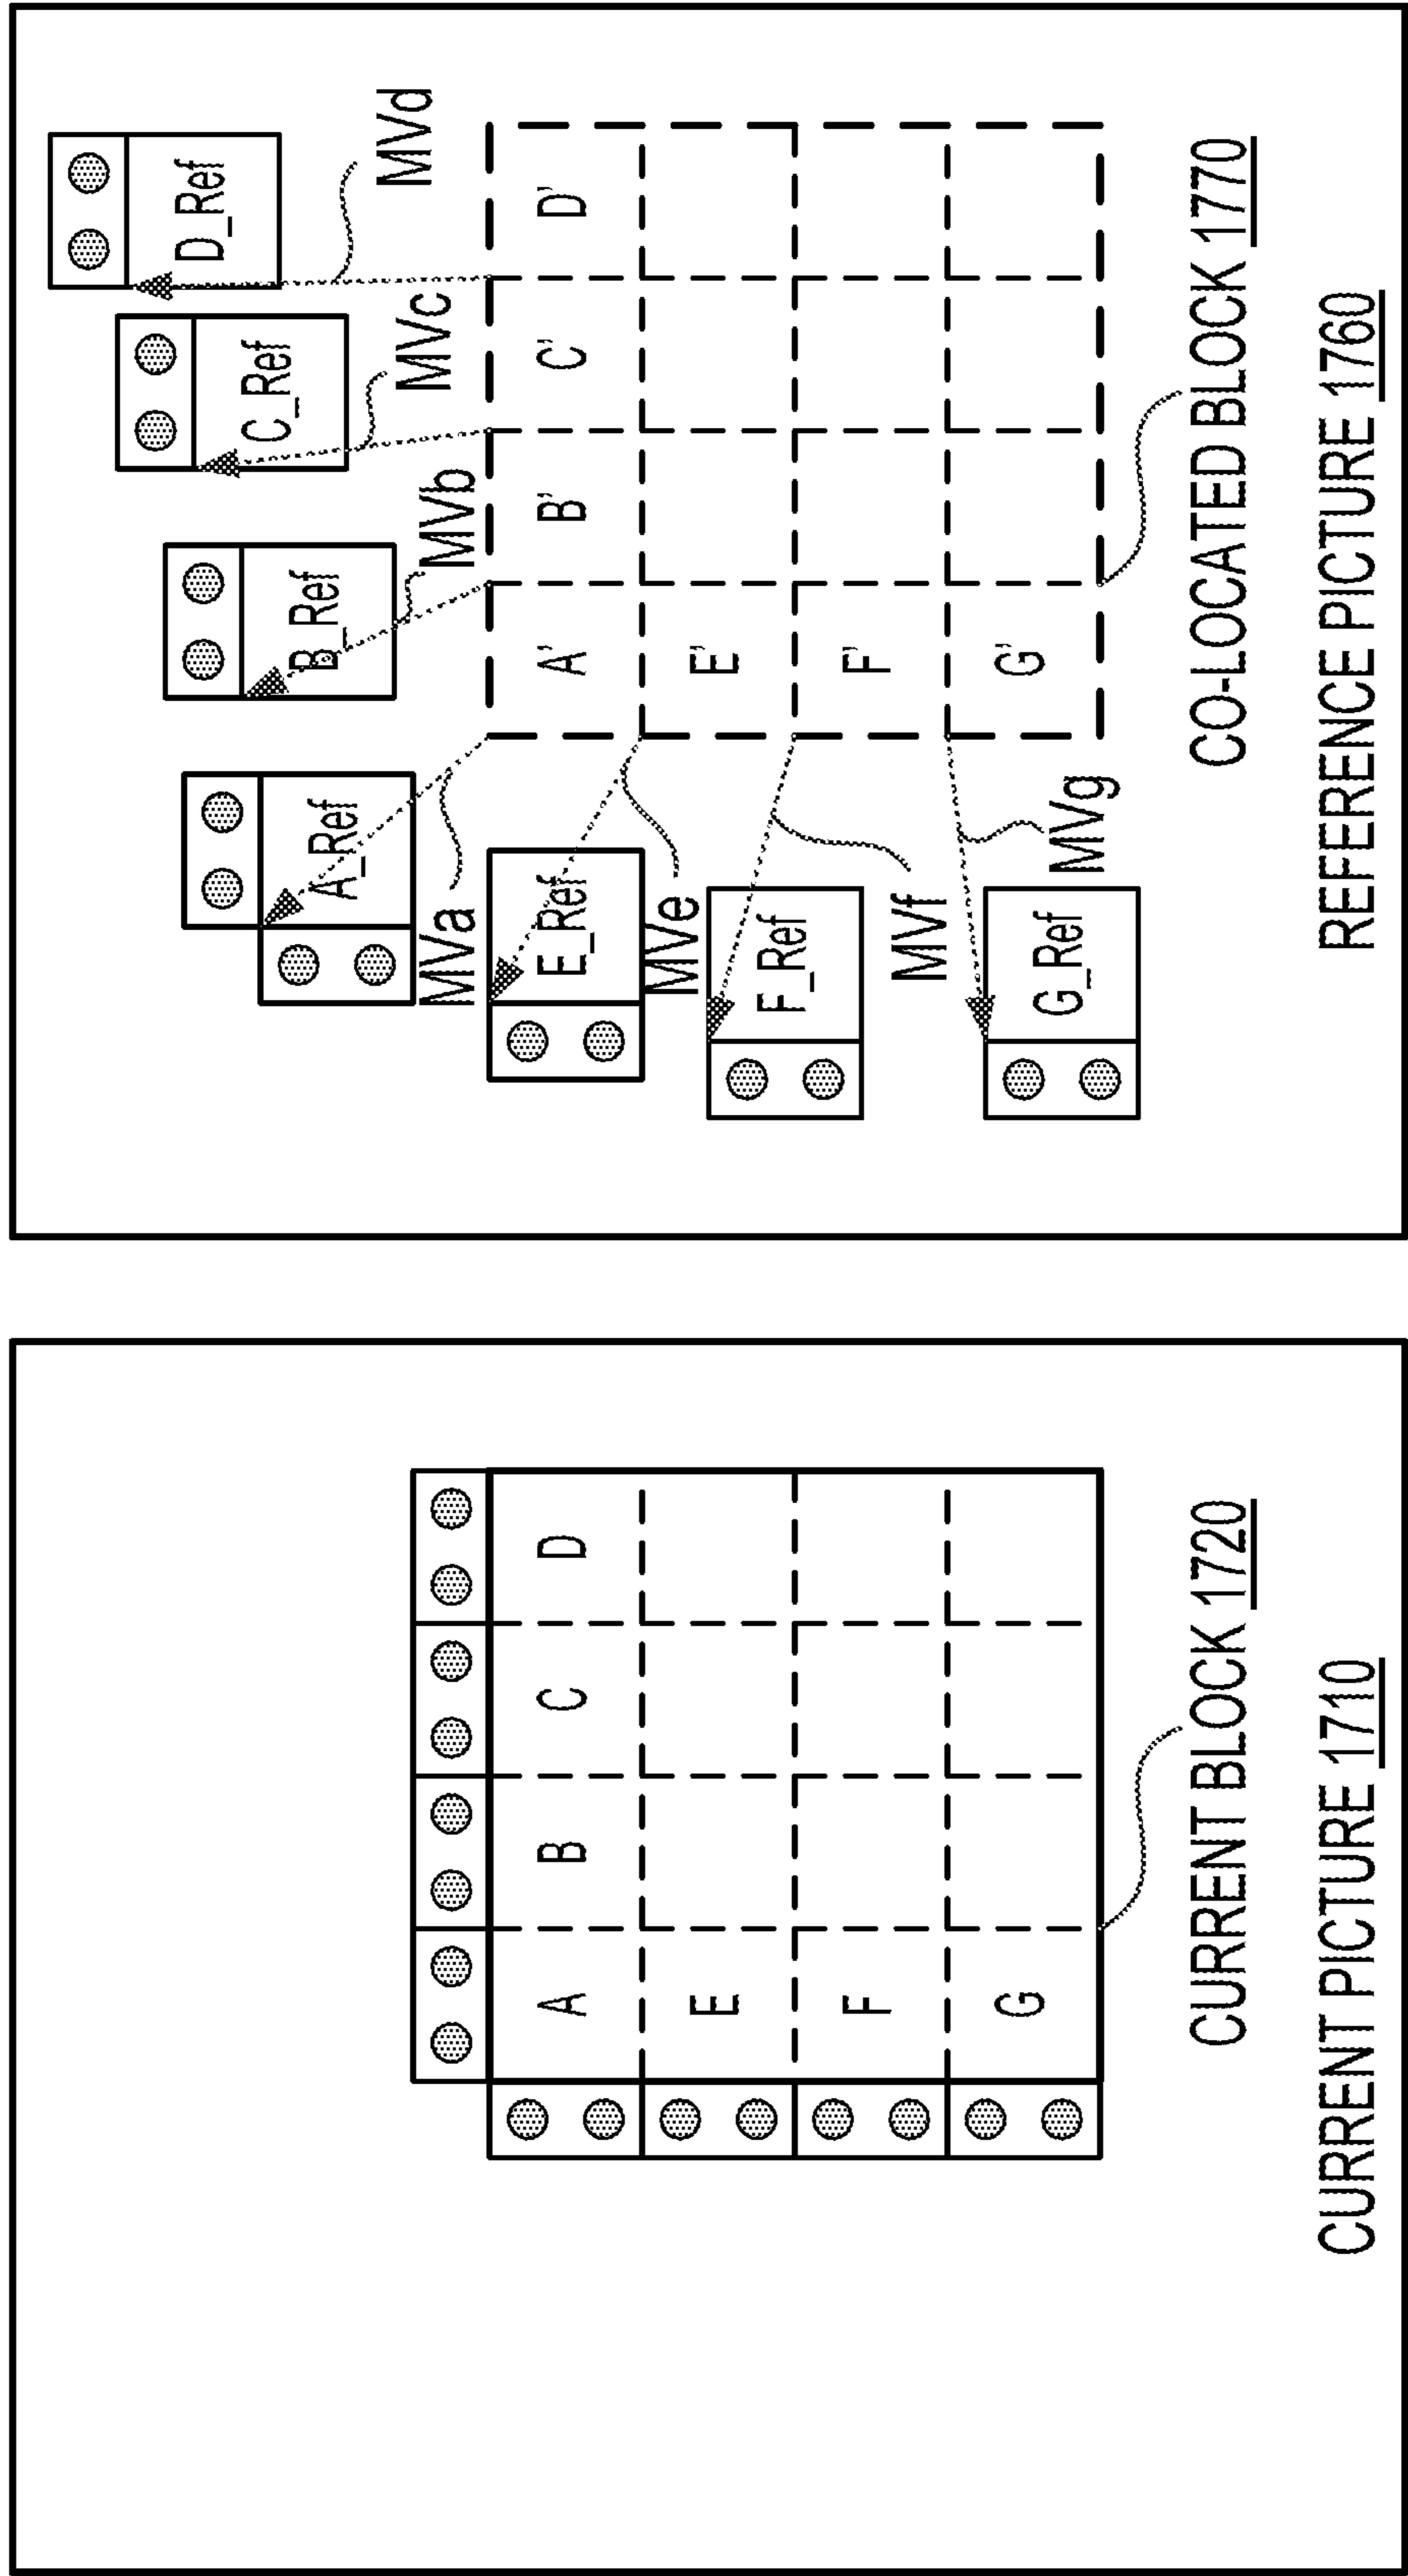 A
B
C
D
E
F
G
CURRENT BLOCK 1720
CURRENT PICTURE 1710
D_Ref
C_Ref
B_Ref
A_Ref
MVd
MVc
MVb
MVa
A' B' C' D'
E_Ref
E'
MVe
F_Ref
F'
MVf
G_Ref
G'
MVg
CO-LOCATED BLOCK 1770
REFERENCE PICTURE 1760